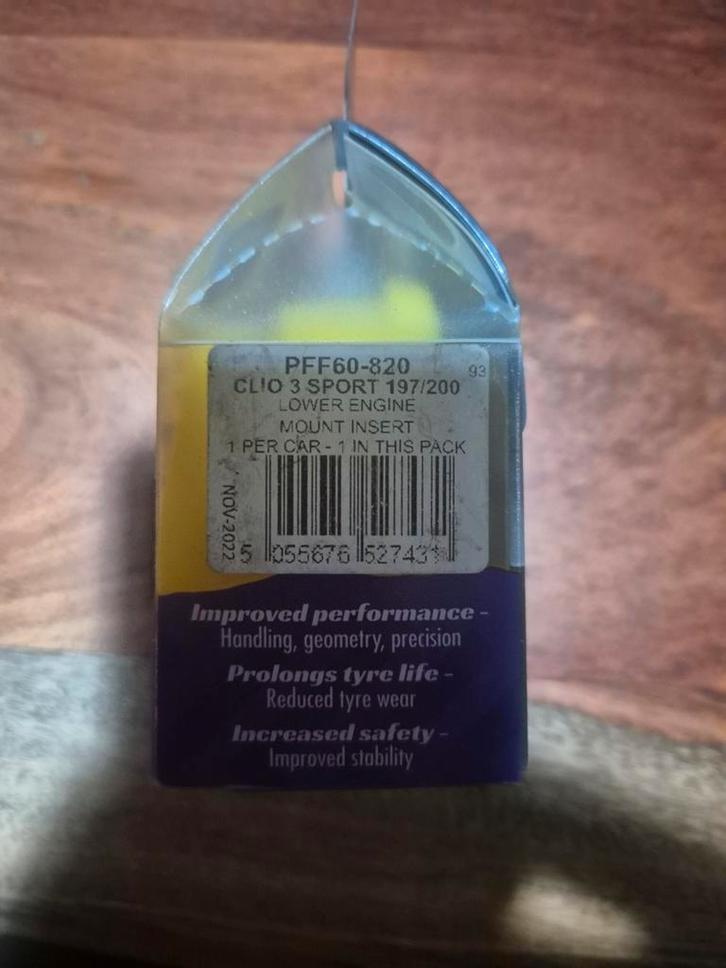 PFF60-820
93
CLIO 3 SPORT 197/200
LOWER ENGINE
MOUNT INSERT
1 PER CAR - 1 IN THIS PACK
NOV-2022
5 055676 527431
Improved performance -
Handling, geometry, precision
Prolongs tyre life -
Reduced tyre wear
Increased safety -
Improved stability